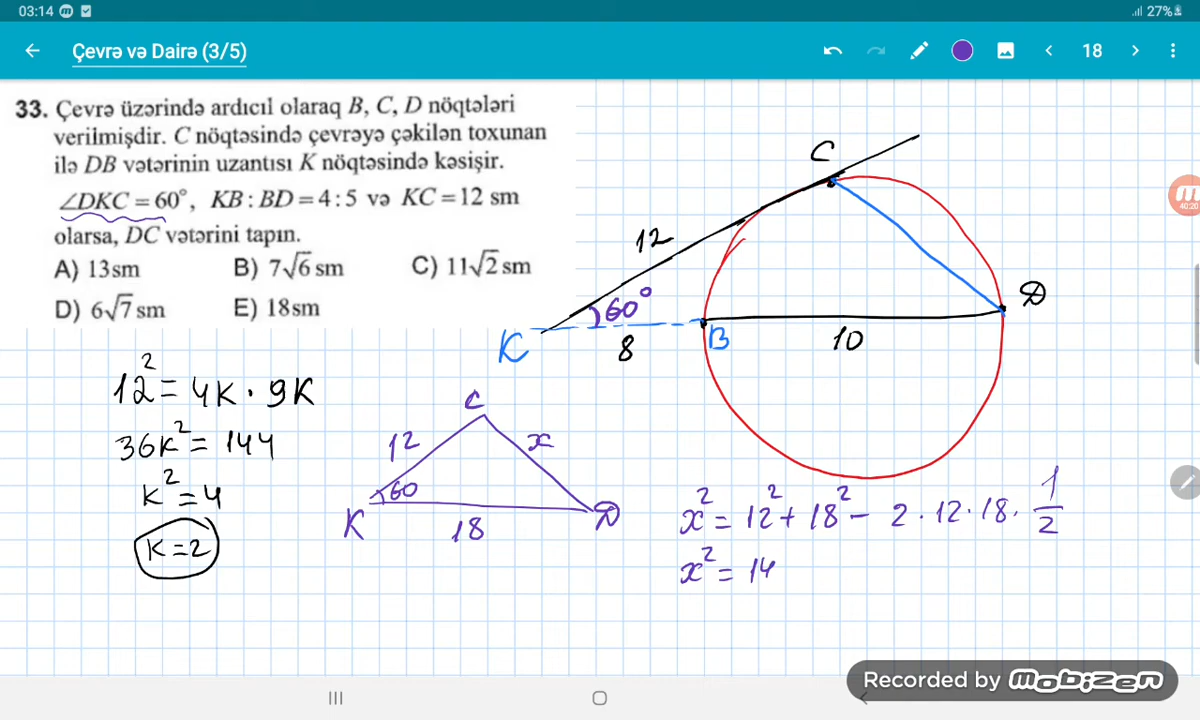 03:14
27%
Çevrə və Dairə (3/5)
18
33. Çevrə üzərində ardıcıl olaraq B, C, D nöqtələri
verilmişdir. C nöqtəsində çevrəyə çəkilən toxunan
ilə DB vətərinin uzantısı K nöqtəsində kəsişir.
∠DKC = 60°, KB : BD = 4 : 5 və KC = 12 sm
olarsa, DC vətərini tapın.
A) 13sm B) 7√6 sm C) 11√2 sm
D) 6√7 sm E) 18sm
C
12
60°
D
K
8
B
10
12² = 4K · 9K
36K² = 144
K² = 4
K = 2
C
12
x
60
K
18
D
x² = 12² + 18² - 2 · 12 · 18 · 1/2
x² = 14
40:20
Recorded by mobizen